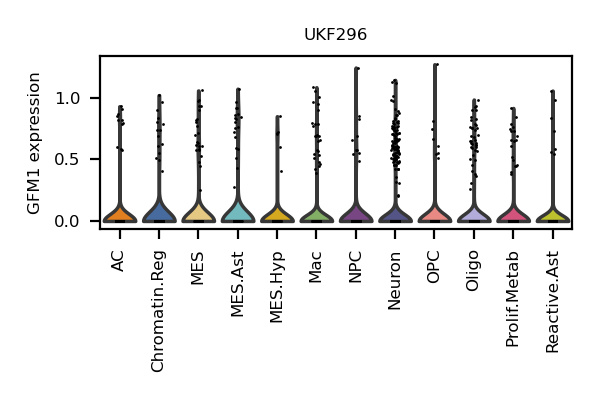 UKF296
GFM1 expression
1.0
0.5
0.0
AC
Chromatin.Reg
MES
MES.Ast
MES.Hyp
Mac
NPC
Neuron
OPC
Oligo
Prolif.Metab
Reactive.Ast